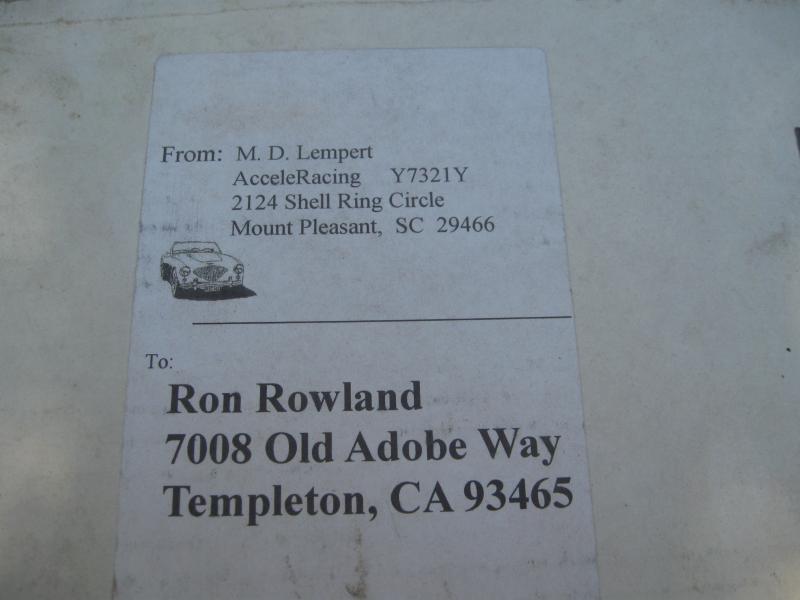 From: M. D. Lempert
AcceleRacing Y7321Y
2124 Shell Ring Circle
Mount Pleasant, SC 29466
To:
Ron Rowland
7008 Old Adobe Way
Templeton, CA 93465